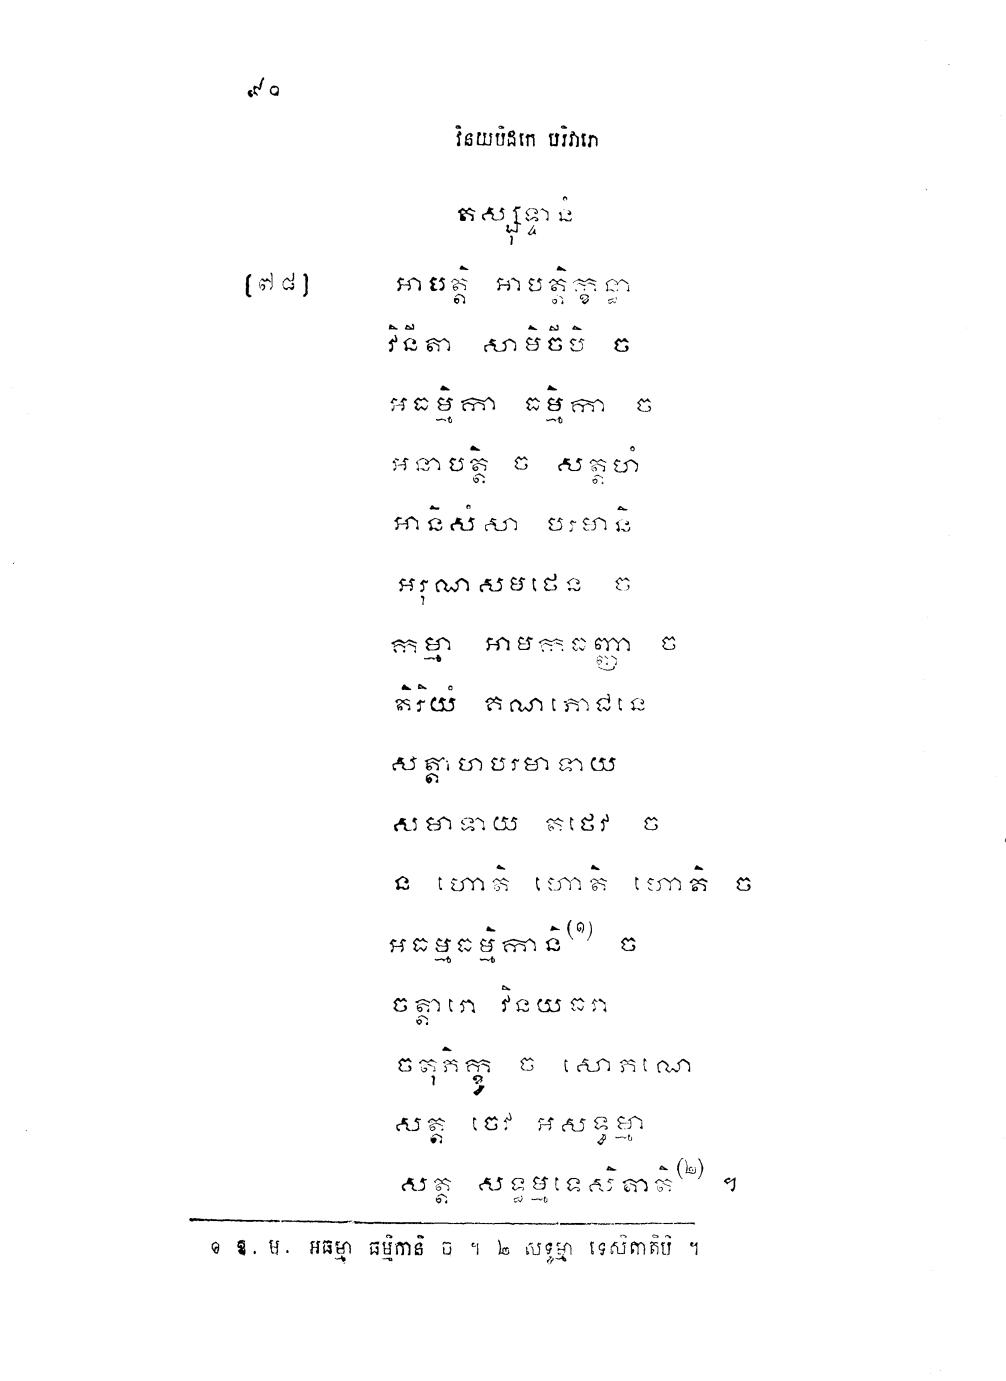 ៩០
វិនយបិដកេ បរិវារោ
តស្សុទ្ទានំ
[៧៨] អាបត្តិ អាបត្តិក្ខន្ធា
វិនីតា សាមិចីបិ ច
អធម្មិកា ធម្មិកា ច
អនាបត្តិ ច សត្តហំ
អានិសំសា បរមានិ
អរុណសមថេន ច
កម្មា អាមកធញ្ញា ច
តិរិយំ គណភោជនេ
សត្តាហបរមាទាយ
សមាទាយ តថេវ ច
ន ហោតិ ហោតិ ហោតិ ច
អធម្មធម្មិកានិ(១) ច
ចត្តារោ វិនយធរា
ចតុភិក្ខូ ច សោភណេ
សត្ត ចេវ អសទ្ធម្មា
សត្ត សទ្ធម្មទេសិតាតិ(២) ។
១ ឱ. ម. អធម្មា ធម្មិកានិ ច ។ ២ សទ្ធម្មា ទេសិតាតិបិ ។